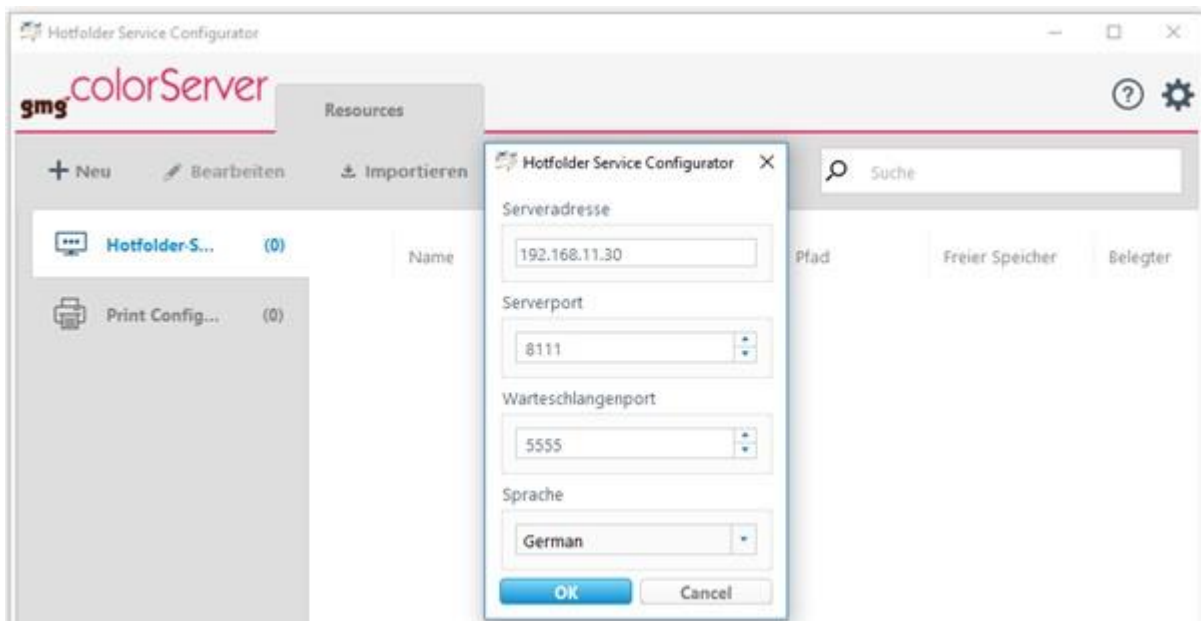 Hotfolder Service Configurator
gmg colorServer
Resources
Neu Bearbeiten Importieren
Suche
Hotfolder-S... (0)
Print Config... (0)
Name Pfad Freier Speicher Belegter
Hotfolder Service Configurator
Serveradresse
192.168.11.30
Serverport
8111
Warteschlangenport
5555
Sprache
German
OK Cancel